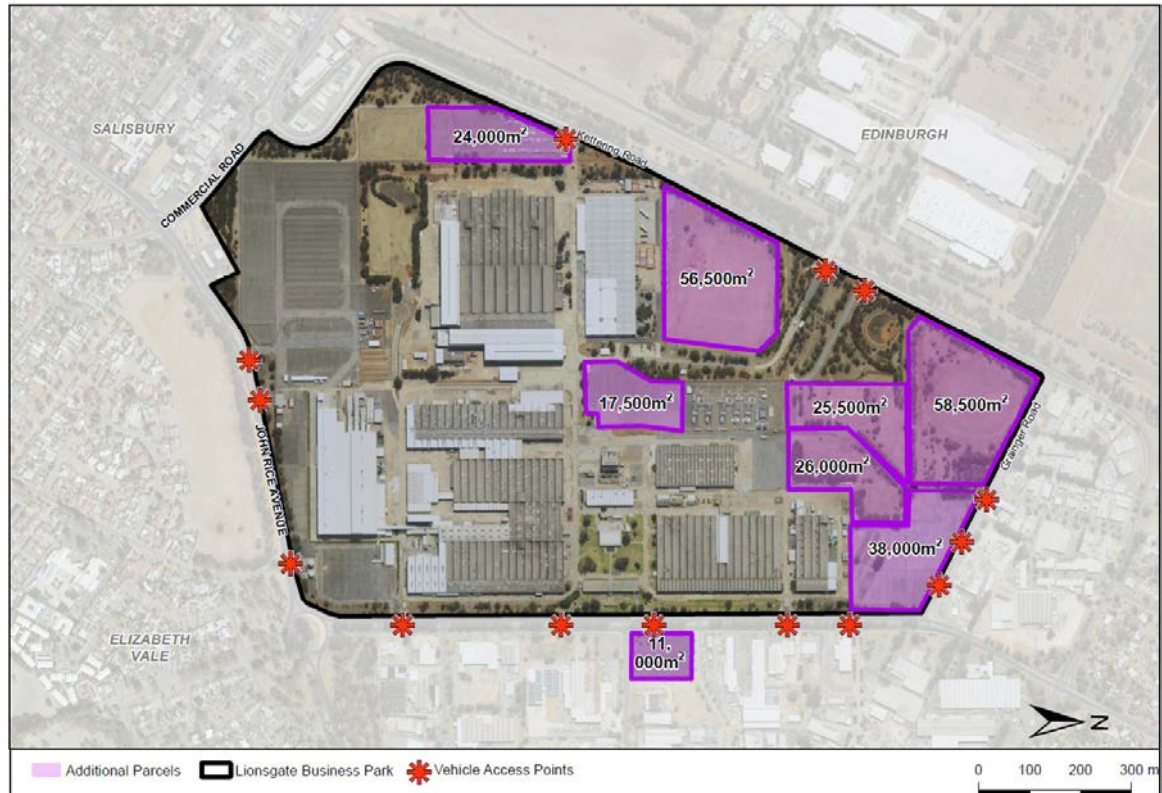 SALISBURY
EDINBURGH
COMMERCIAL ROAD
Kettering Road
24,000m²
56,500m²
17,500m²
25,500m²
58,500m²
26,000m²
Grainger Road
JOHN RICE AVENUE
38,000m²
ELIZABETH
VALE
11,
000m²
N
Additional Parcels
Lionsgate Business Park
Vehicle Access Points
0 100 200 300 m